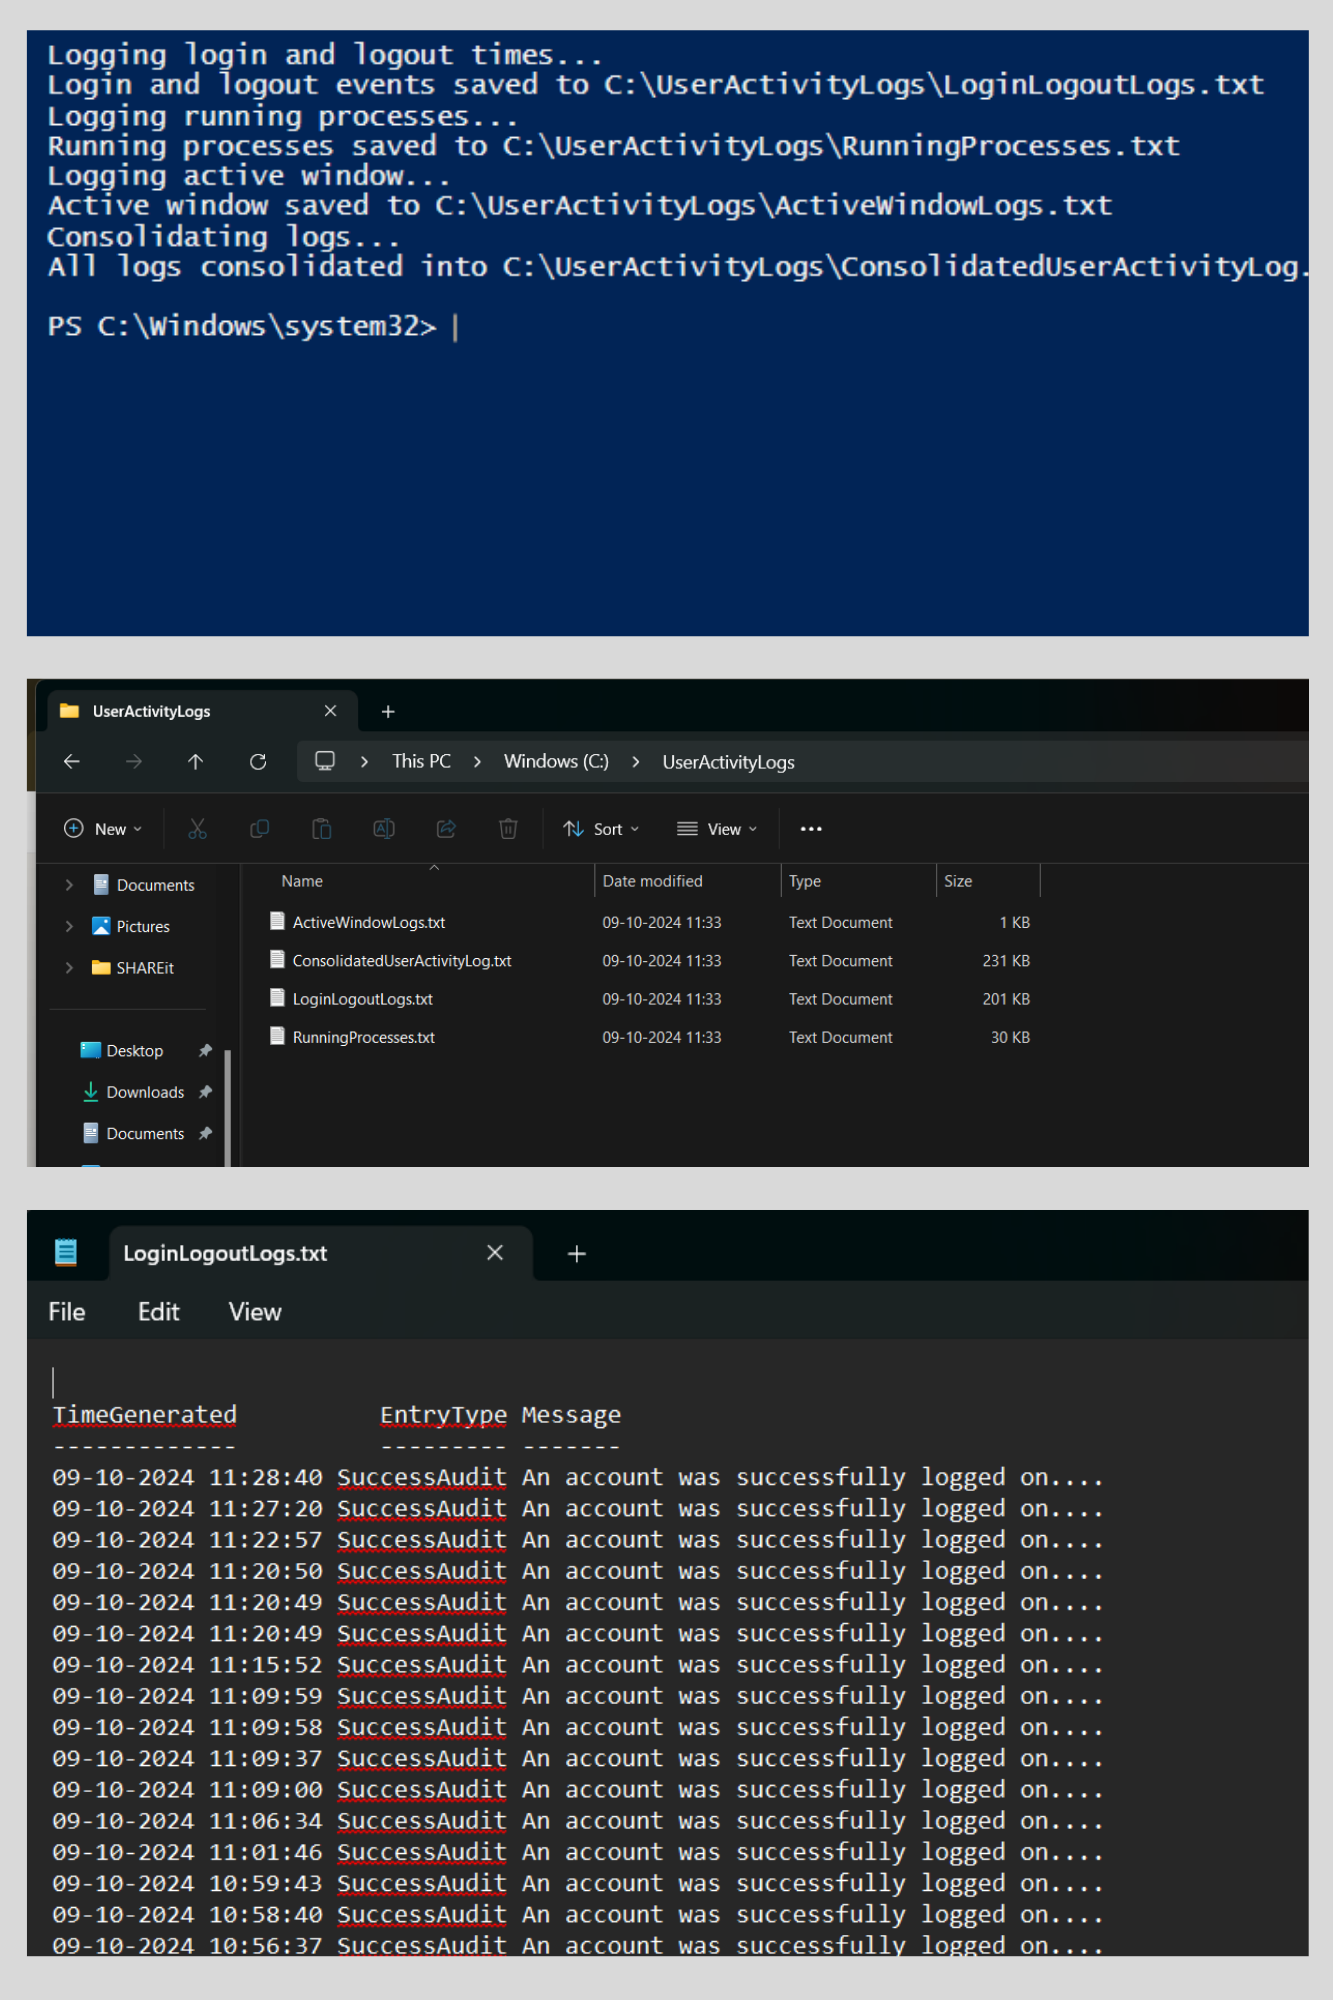 Logging login and logout times...
Login and logout events saved to C:\UserActivityLogs\LoginLogoutLogs.txt
Logging running processes...
Running processes saved to C:\UserActivityLogs\RunningProcesses.txt
Logging active window...
Active window saved to C:\UserActivityLogs\ActiveWindowLogs.txt
Consolidating logs...
All logs consolidated into C:\UserActivityLogs\ConsolidatedUserActivityLog.
PS C:\Windows\system32>
UserActivityLogs
This PC > Windows (C:) > UserActivityLogs
New Sort View
Documents
Pictures
SHAREit
Desktop
Downloads
Documents
Name Date modified Type Size
ActiveWindowLogs.txt 09-10-2024 11:33 Text Document 1 KB
ConsolidatedUserActivityLog.txt 09-10-2024 11:33 Text Document 231 KB
LoginLogoutLogs.txt 09-10-2024 11:33 Text Document 201 KB
RunningProcesses.txt 09-10-2024 11:33 Text Document 30 KB
LoginLogoutLogs.txt
File Edit View
TimeGenerated EntryType Message
------------- --------- -------
09-10-2024 11:28:40 SuccessAudit An account was successfully logged on....
09-10-2024 11:27:20 SuccessAudit An account was successfully logged on....
09-10-2024 11:22:57 SuccessAudit An account was successfully logged on....
09-10-2024 11:20:50 SuccessAudit An account was successfully logged on....
09-10-2024 11:20:49 SuccessAudit An account was successfully logged on....
09-10-2024 11:20:49 SuccessAudit An account was successfully logged on....
09-10-2024 11:15:52 SuccessAudit An account was successfully logged on....
09-10-2024 11:09:59 SuccessAudit An account was successfully logged on....
09-10-2024 11:09:58 SuccessAudit An account was successfully logged on....
09-10-2024 11:09:37 SuccessAudit An account was successfully logged on....
09-10-2024 11:09:00 SuccessAudit An account was successfully logged on....
09-10-2024 11:06:34 SuccessAudit An account was successfully logged on....
09-10-2024 11:01:46 SuccessAudit An account was successfully logged on....
09-10-2024 10:59:43 SuccessAudit An account was successfully logged on....
09-10-2024 10:58:40 SuccessAudit An account was successfully logged on....
09-10-2024 10:56:37 SuccessAudit An account was successfully logged on....